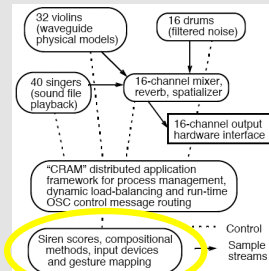 32 violins
(waveguide
physical models)
16 drums
(filtered noise)
40 singers
(sound file
playback)
16-channel mixer,
reverb, spatializer
16-channel output
hardware interface
“CRAM” distributed application
framework for process management,
dynamic load-balancing and run-time
OSC control message routing
Siren scores, compositional
methods, input devices
and gesture mapping
Control
Sample
streams